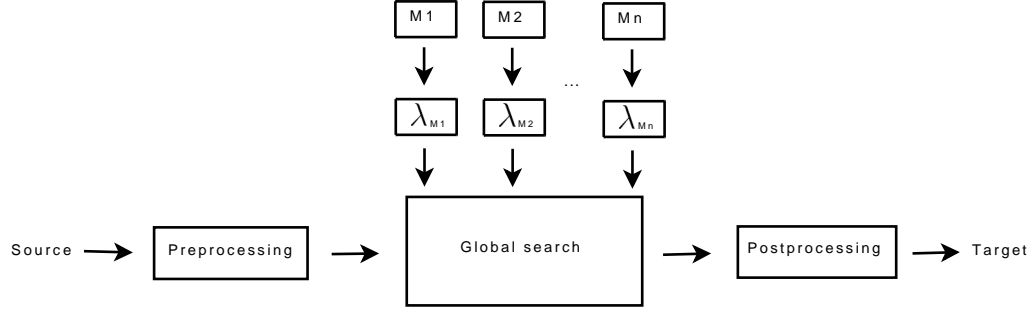 M1 M2 Mn
...
λM1 λM2 λMn
Source Preprocessing Global search Postprocessing Target